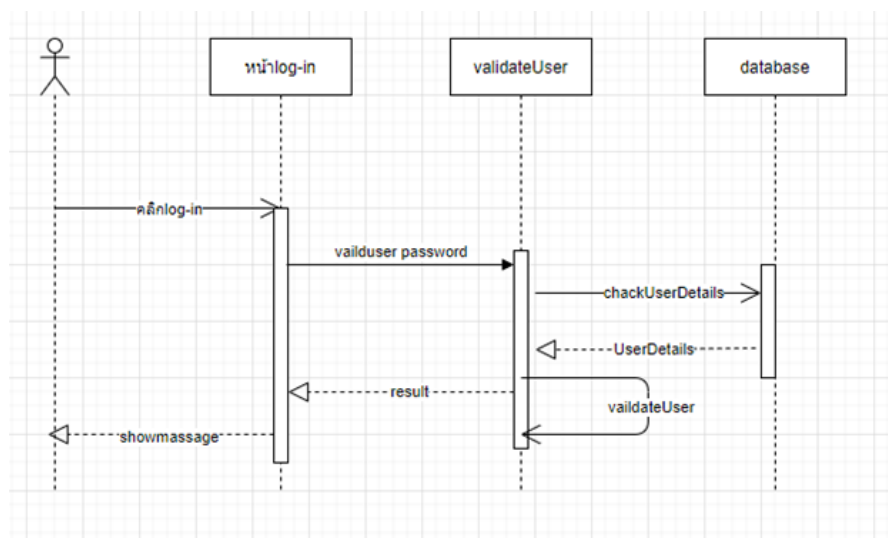 หน้าlog-in
validateUser
database
คลิกlog-in
vailduser password
chackUserDetails
UserDetails
result
vaildateUser
showmassage